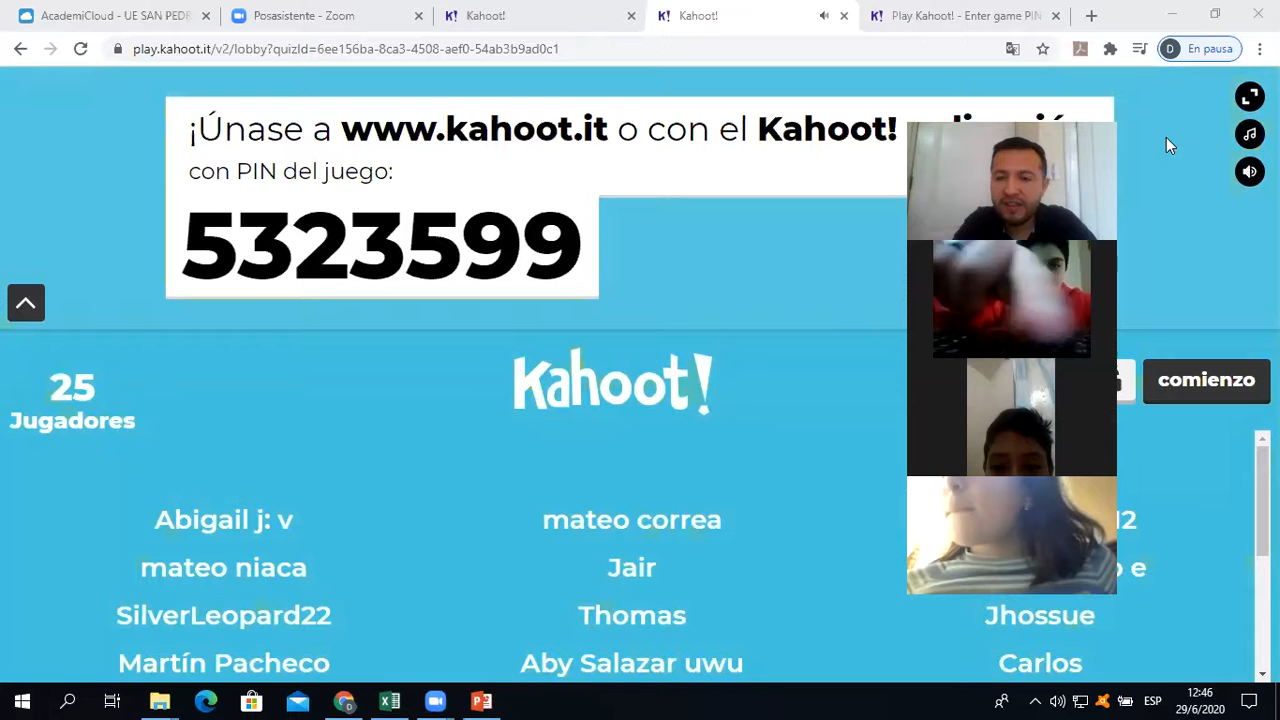 AcademiCloud - UE SAN PEDR
Posasistente - Zoom
Kahoot!
Kahoot!
Play Kahoot! - Enter game PIN
play.kahoot.it/v2/lobby?quizId=6ee156ba-8ca3-4508-aef0-54ab3b9ad0c1
D En pausa
¡Únase a www.kahoot.it o con el Kahoot!
con PIN del juego:
5323599
25
Jugadores
Kahoot!
comienzo
Abigail j: v
mateo correa
12
mateo niaca
Jair
e
SilverLeopard22
Thomas
Jhossue
Martín Pacheco
Aby Salazar uwu
Carlos
ESP
12:46
29/6/2020